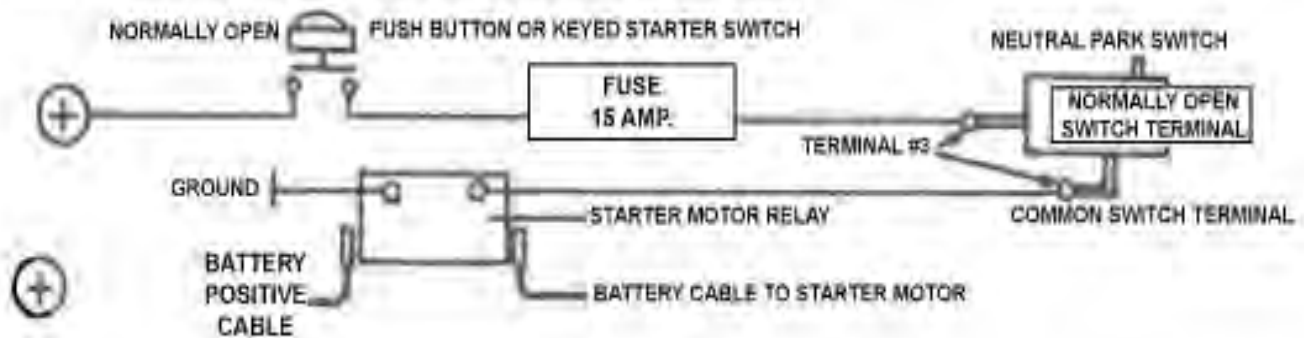 NORMALLY OPEN
FUSH BUTTON OR KEYED STARTER SWITCH
NEUTRAL PARK SWITCH
FUSE
15 AMP.
NORMALLY OPEN
SWITCH TERMINAL
TERMINAL #3
GROUND
STARTER MOTOR RELAY
COMMON SWITCH TERMINAL
BATTERY
POSITIVE
CABLE
BATTERY CABLE TO STARTER MOTOR